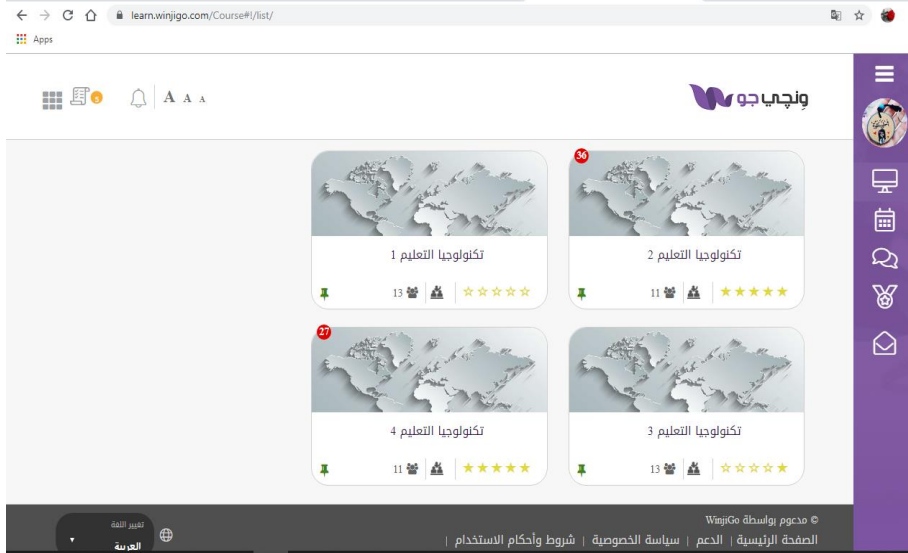 learn.winjigo.com/Course#!/list/
Apps
ونچي جو
A A A
36
تكنولوجيا التعليم 2
11
تكنولوجيا التعليم 1
13
تكنولوجيا التعليم 3
13
27
تكنولوجيا التعليم 4
11
© مدعوم بواسطة WinjiGo
الصفحة الرئيسية | الدعم | سياسة الخصوصية | شروط وأحكام الاستخدام |
تغيير اللغة
العربية